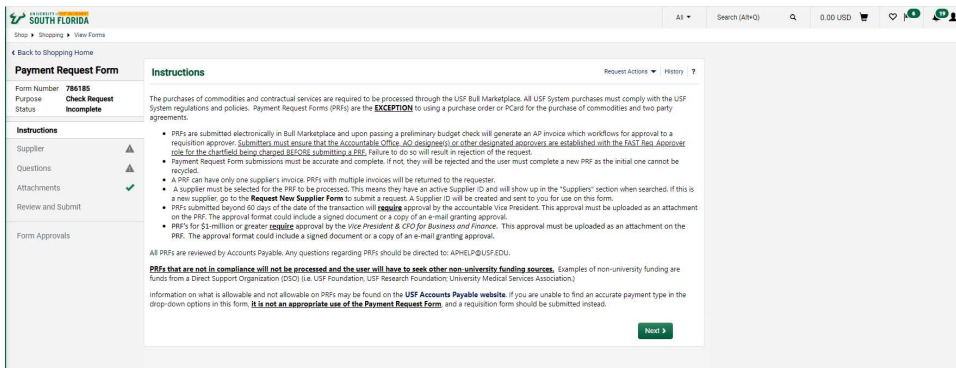 UNIVERSITY of
SOUTH FLORIDA
All
Search (Alt+Q)
0.00 USD
6
19
Shop Shopping View Forms
Back to Shopping Home
Payment Request Form
Form Number 786185
Purpose Check Request
Status Incomplete
Instructions
Supplier
Questions
Attachments
Review and Submit
Form Approvals
Instructions
Request Actions History ?
The purchases of commodities and contractual services are required to be processed through the USF Bull Marketplace. All USF System purchases must comply with the USF
System regulations and policies. Payment Request Forms (PRFs) are the EXCEPTION to using a purchase order or PCard for the purchase of commodities and two party
agreements.
• PRFs are submitted electronically in Bull Marketplace and upon passing a preliminary budget check will generate an AP invoice which workflows for approval to a
requisition approver. Submitters must ensure that the Accountable Office, AO designee(s) or other designated approvers are established with the FAST Req_Approver
role for the chartfield being charged BEFORE submitting a PRF. Failure to do so will result in rejection of the request.
• Payment Request Form submissions must be accurate and complete. If not, they will be rejected and the user must complete a new PRF as the initial one cannot be
recycled.
• A PRF can have only one supplier's invoice. PRFs with multiple invoices will be returned to the requester.
• A supplier must be selected for the PRF to be processed. This means they have an active Supplier ID and will show up in the "Suppliers" section when searched. If this is
a new supplier, go to the Request New Supplier Form to submit a request. A Supplier ID will be created and sent to you for use on this form.
• PRFs submitted beyond 60 days of the date of the transaction will require approval by the accountable Vice President. This approval must be uploaded as an attachment
on the PRF. The approval format could include a signed document or a copy of an e-mail granting approval.
• PRF's for $1-million or greater require approval by the Vice President & CFO for Business and Finance. This approval must be uploaded as an attachment on the
PRF. The approval format could include a signed document or a copy of an e-mail granting approval.
All PRFs are reviewed by Accounts Payable. Any questions regarding PRFs should be directed to: APHELP@USF.EDU.
PRFs that are not in compliance will not be processed and the user will have to seek other non-university funding sources. Examples of non-university funding are
funds from a Direct Support Organization (DSO) (i.e. USF Foundation, USF Research Foundation; University Medical Services Association.)
Information on what is allowable and not allowable on PRFs may be found on the USF Accounts Payable website. If you are unable to find an accurate payment type in the
drop-down options in this form, it is not an appropriate use of the Payment Request Form, and a requisition form should be submitted instead.
Next